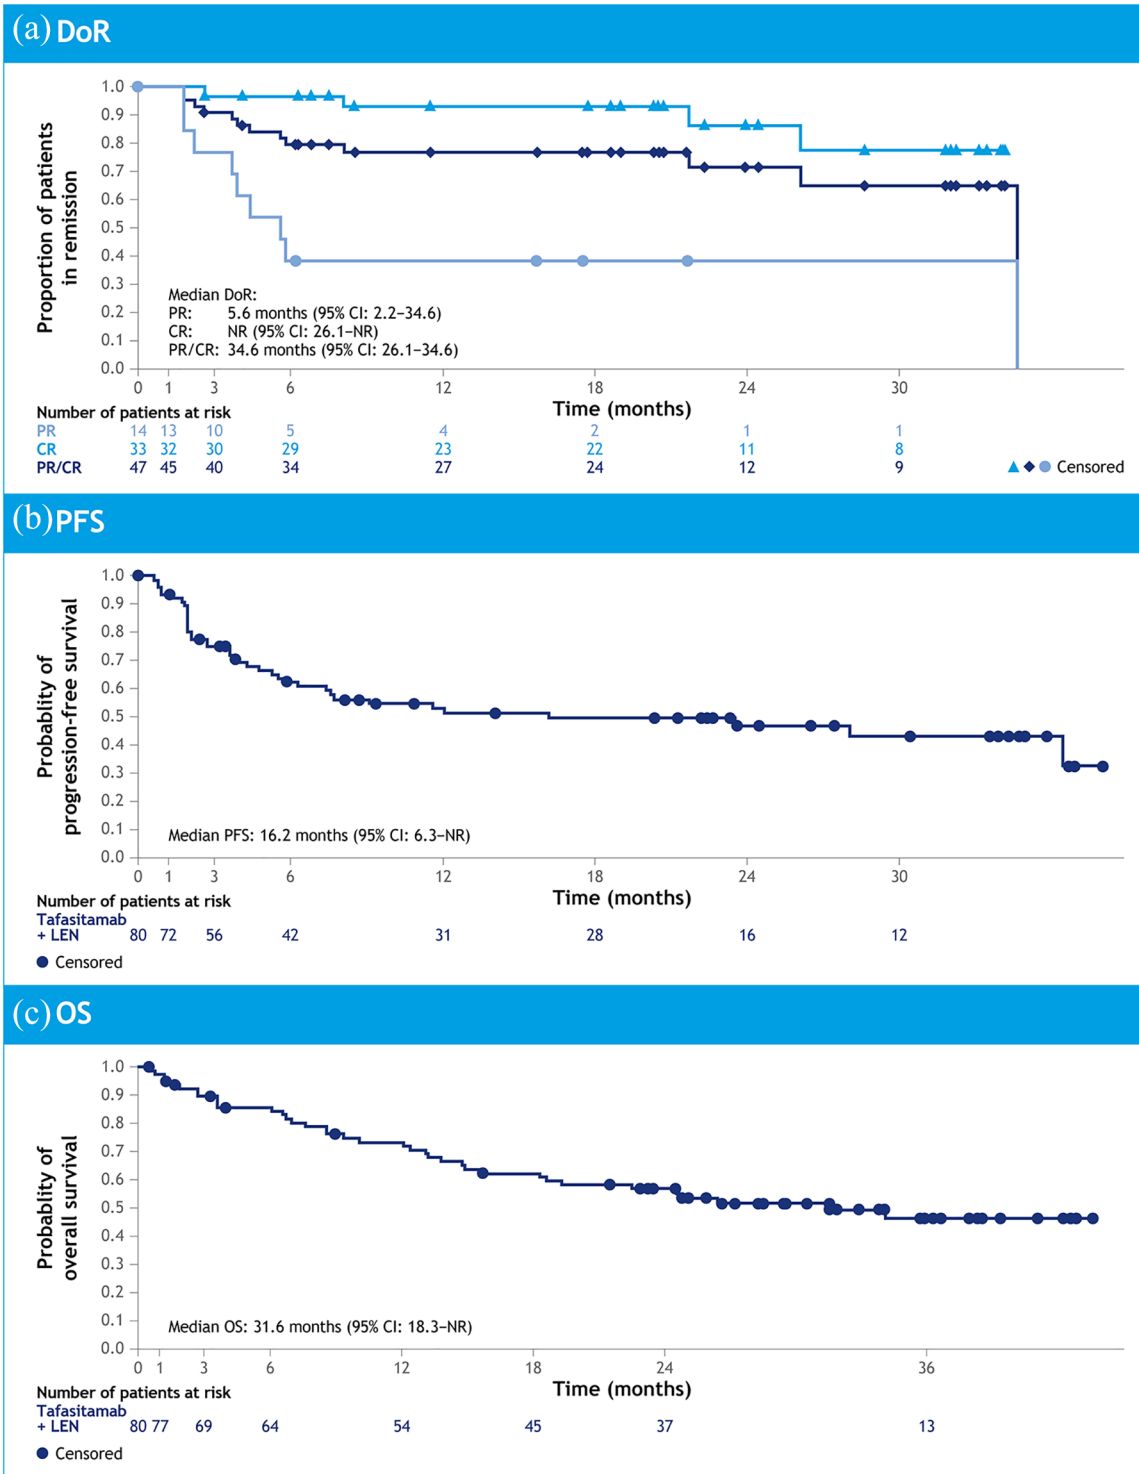 (a) DoR
1.0
0.9
0.8
0.7
0.6
0.5
0.4
0.3
0.2
0.1
0.0
Proportion of patients
in remission
Median DoR:
PR: 5.6 months (95% CI: 2.2–34.6)
CR: NR (95% CI: 26.1–NR)
PR/CR: 34.6 months (95% CI: 26.1–34.6)
0 1 3 6 12 18 24 30
Time (months)
Number of patients at risk
PR 14 13 10 5 4 2 1 1
CR 33 32 30 29 23 22 11 8
PR/CR 47 45 40 34 27 24 12 9
Censored
(b) PFS
1.0
0.9
0.8
0.7
0.6
0.5
0.4
0.3
0.2
0.1
0.0
Probablity of
progression-free survival
Median PFS: 16.2 months (95% CI: 6.3–NR)
0 1 3 6 12 18 24 30
Time (months)
Number of patients at risk
Tafasitamab
+ LEN 80 72 56 42 31 28 16 12
Censored
(c) OS
1.0
0.9
0.8
0.7
0.6
0.5
0.4
0.3
0.2
0.1
0.0
Probablity of
overall survival
Median OS: 31.6 months (95% CI: 18.3–NR)
0 1 3 6 12 18 24 36
Time (months)
Number of patients at risk
Tafasitamab
+ LEN 80 77 69 64 54 45 37 13
Censored